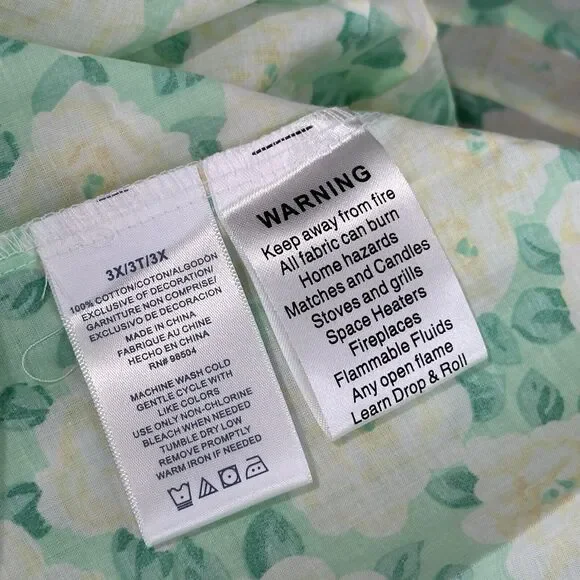 3X/3T/3X
100% COTTON/COTON/ALGODÓN
EXCLUSIVE OF DECORATION/
GARNITURE NON COMPRISE/
EXCLUSIVO DE DECORACION
MADE IN CHINA
FABRIQUE AU CHINE
HECHO EN CHINA
RN# 98504
MACHINE WASH COLD
GENTLE CYCLE WITH
LIKE COLORS
USE ONLY NON-CHLORINE
BLEACH WHEN NEEDED
TUMBLE DRY LOW
REMOVE PROMPTLY
WARM IRON IF NEEDED
WARNING
Keep away from fire
All fabric can burn
Home hazards
Matches and Candles
Stoves and grills
Space Heaters
Fireplaces
Flammable Fluids
Any open flame
Learn Drop & Roll